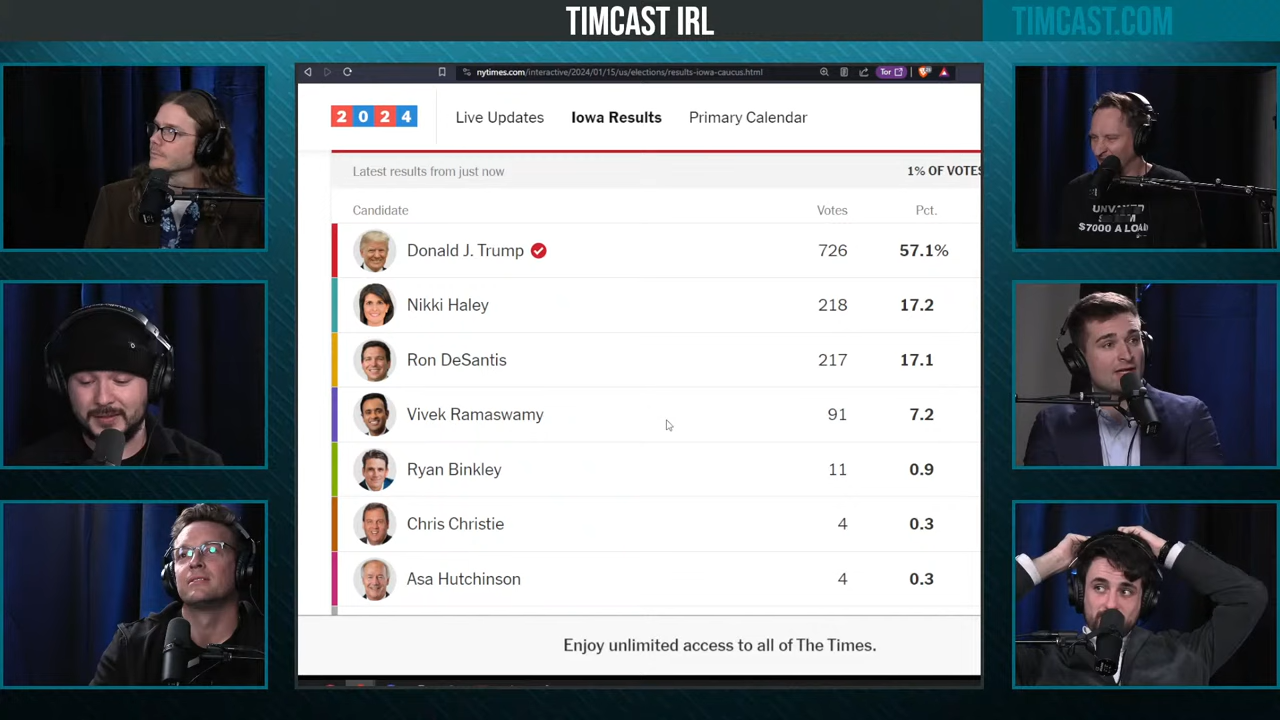 TIMCAST IRL
TIMCAST.COM
nytimes.com/interactive/2024/01/15/us/elections/results-iowa-caucus.html
Tor
2024
Live Updates
Iowa Results
Primary Calendar
Latest results from just now
1% OF VOTES
Candidate
Votes
Pct.
Donald J. Trump 726 57.1%
Nikki Haley 218 17.2
Ron DeSantis 217 17.1
Vivek Ramaswamy 91 7.2
Ryan Binkley 11 0.9
Chris Christie 4 0.3
Asa Hutchinson 4 0.3
Enjoy unlimited access to all of The Times.
$7000 A LOAD